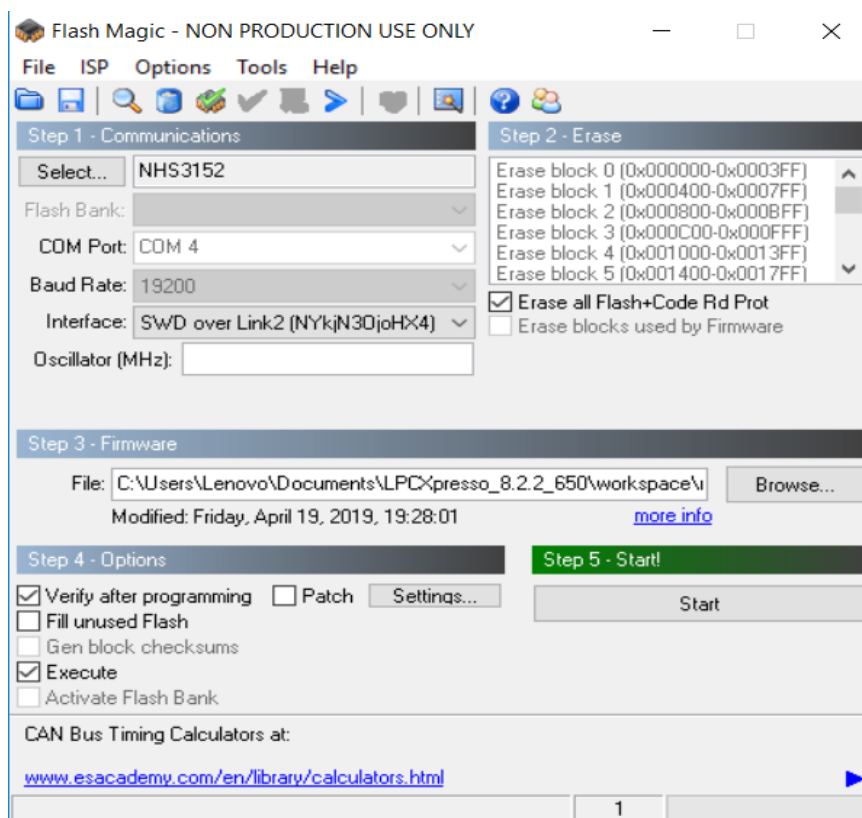 Flash Magic - NON PRODUCTION USE ONLY
File ISP Options Tools Help
Step 1 - Communications
Select... NHS3152
Flash Bank:
COM Port: COM 4
Baud Rate: 19200
Interface: SWD over Link2 (NYkjN3OjoHX4)
Oscillator (MHz):
Step 2 - Erase
Erase block 0 (0x000000-0x0003FF)
Erase block 1 (0x000400-0x0007FF)
Erase block 2 (0x000800-0x000BFF)
Erase block 3 (0x000C00-0x000FFF)
Erase block 4 (0x001000-0x0013FF)
Erase block 5 (0x001400-0x0017FF)
Erase all Flash+Code Rd Prot
Erase blocks used by Firmware
Step 3 - Firmware
File: C:\Users\Lenovo\Documents\LPCXpresso_8.2.2_650\workspace\ Browse...
Modified: Friday, April 19, 2019, 19:28:01 more info
Step 4 - Options
Verify after programming Patch Settings...
Fill unused Flash
Gen block checksums
Execute
Activate Flash Bank
Step 5 - Start!
Start
CAN Bus Timing Calculators at:
www.esacademy.com/en/library/calculators.html
1